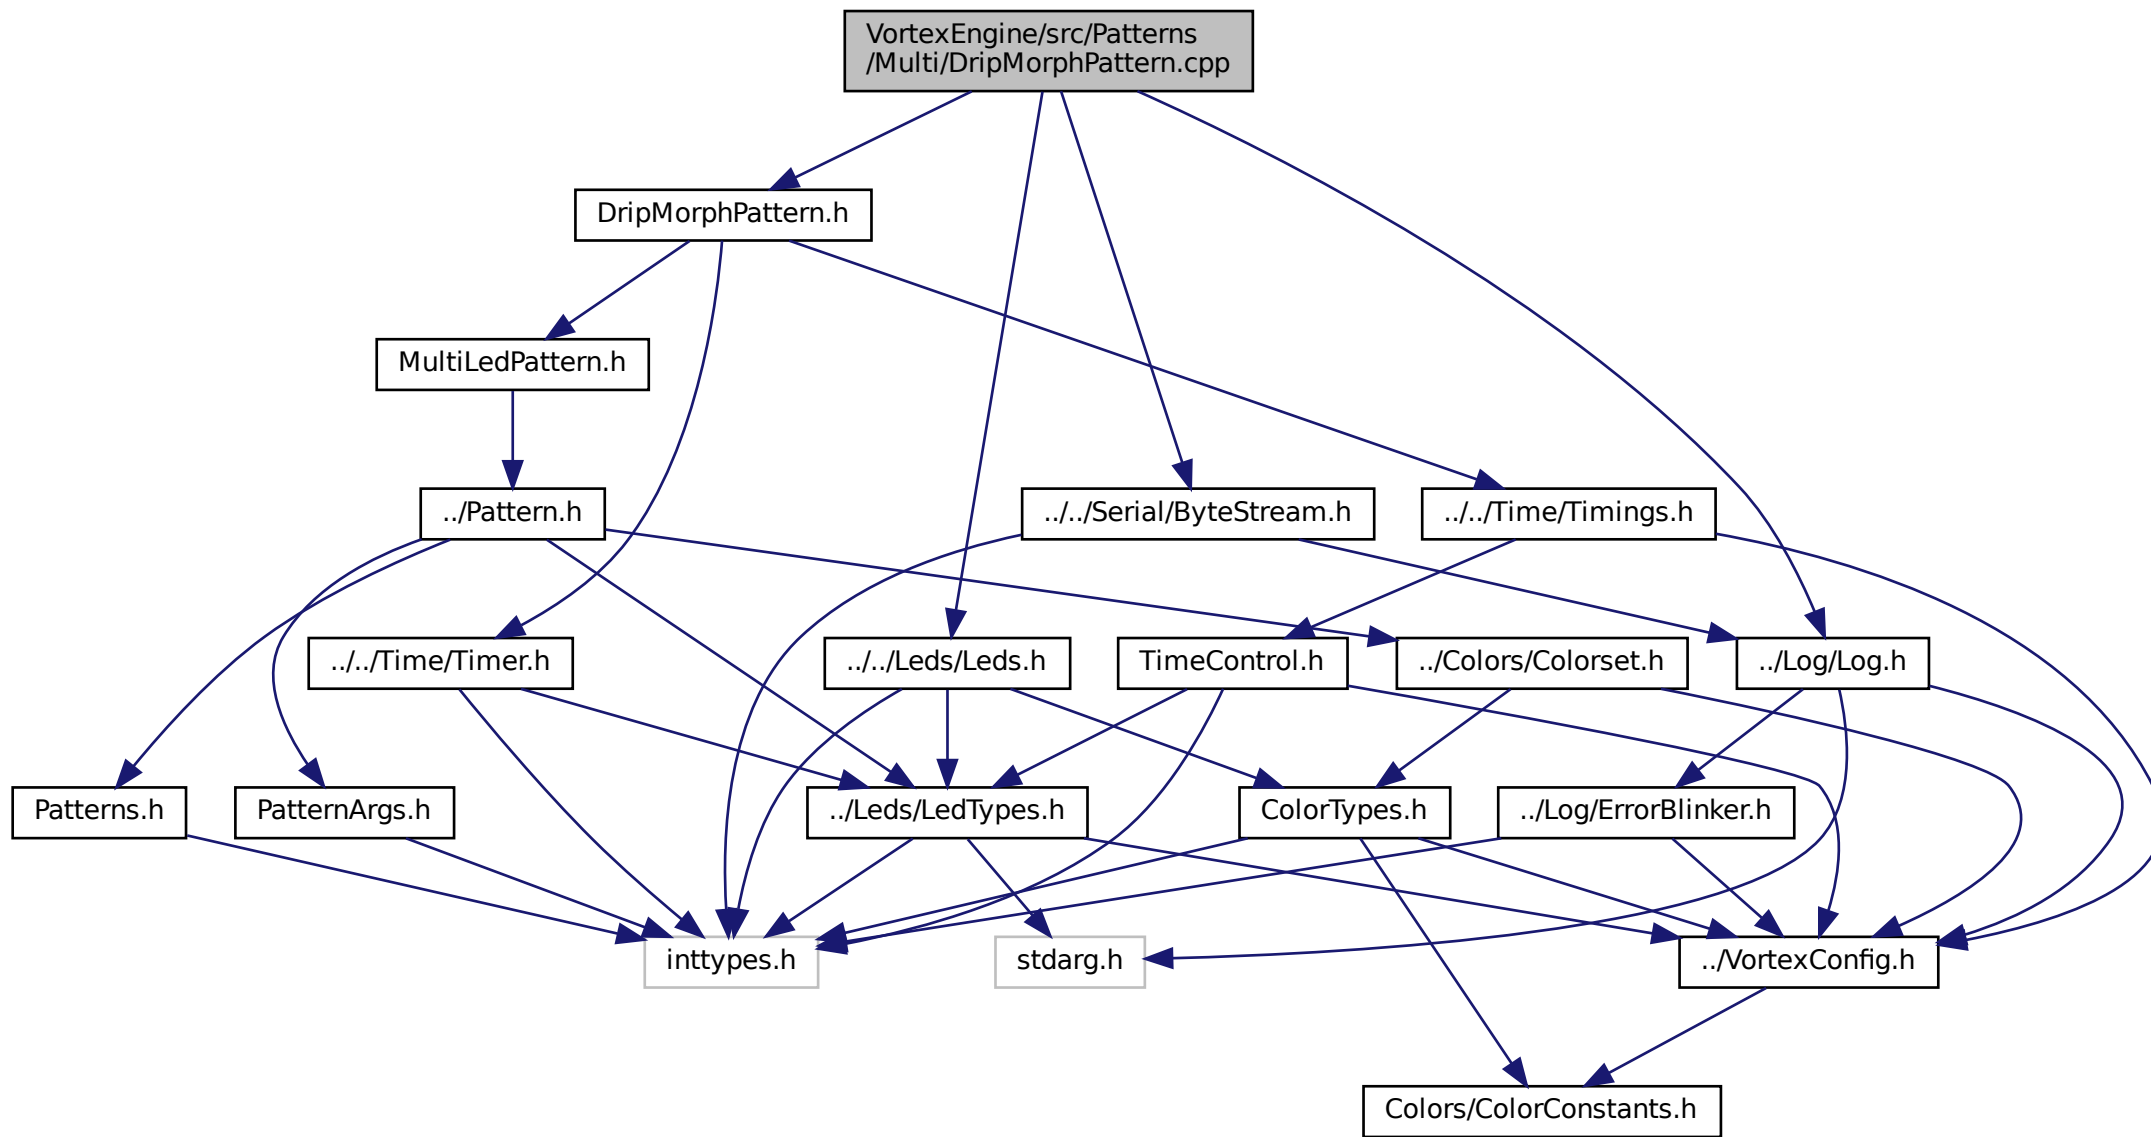 VortexEngine/src/Patterns
/Multi/DripMorphPattern.cpp
DripMorphPattern.h
MultiLedPattern.h
../Pattern.h
../../Serial/ByteStream.h
../../Time/Timings.h
../../Time/Timer.h
../../Leds/Leds.h
TimeControl.h
../Colors/Colorset.h
../Log/Log.h
Patterns.h
PatternArgs.h
../Leds/LedTypes.h
ColorTypes.h
../Log/ErrorBlinker.h
inttypes.h
stdarg.h
../VortexConfig.h
Colors/ColorConstants.h